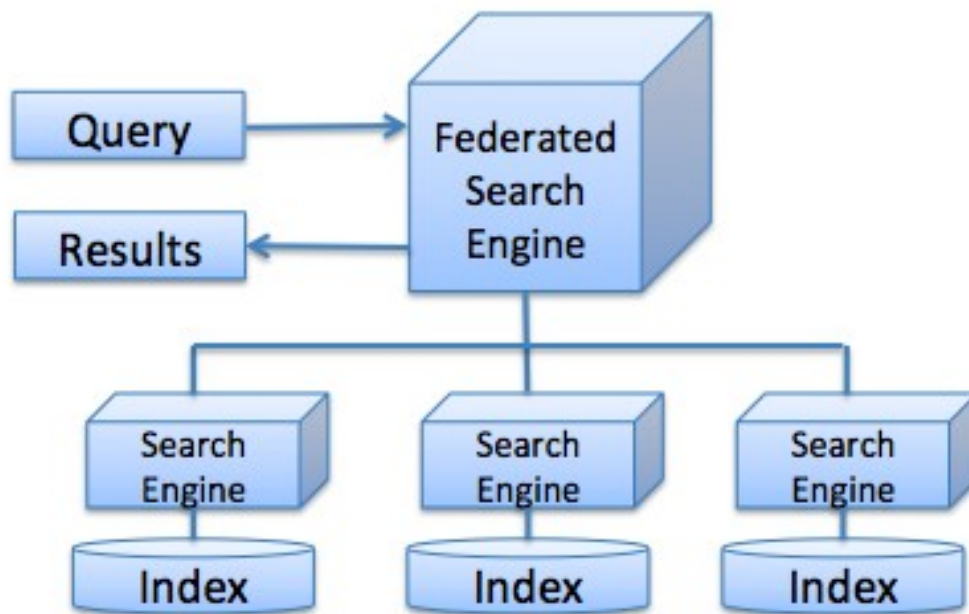 Query
Results
Federated
Search
Engine
Search
Engine
Index
Search
Engine
Index
Search
Engine
Index